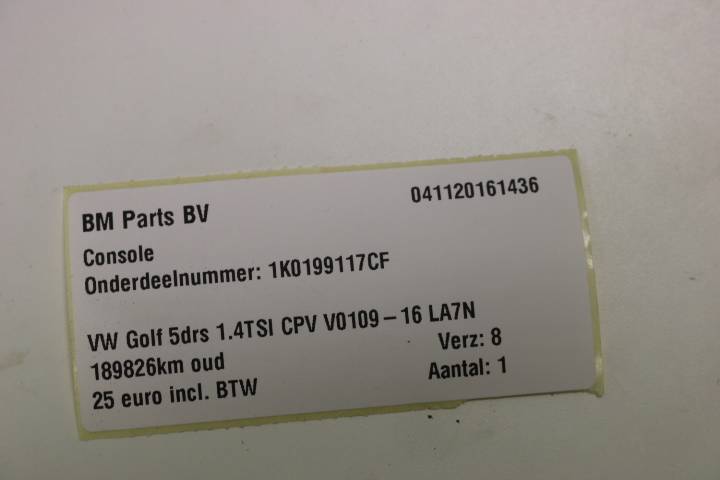 BM Parts BV 041120161436
Console
Onderdeelnummer: 1K0199117CF
VW Golf 5drs 1.4TSI CPV V0109-16 LA7N
189826km oud Verz: 8
25 euro incl. BTW Aantal: 1